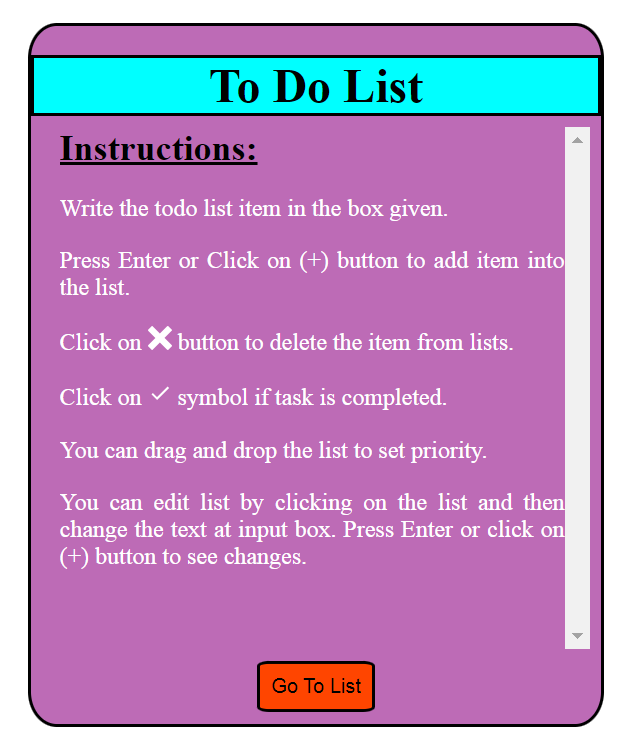 To Do List
Instructions:
Write the todo list item in the box given.
Press Enter or Click on (+) button to add item into
the list.
Click on ✖ button to delete the item from lists.
Click on ✓ symbol if task is completed.
You can drag and drop the list to set priority.
You can edit list by clicking on the list and then
change the text at input box. Press Enter or click on
(+) button to see changes.
Go To List